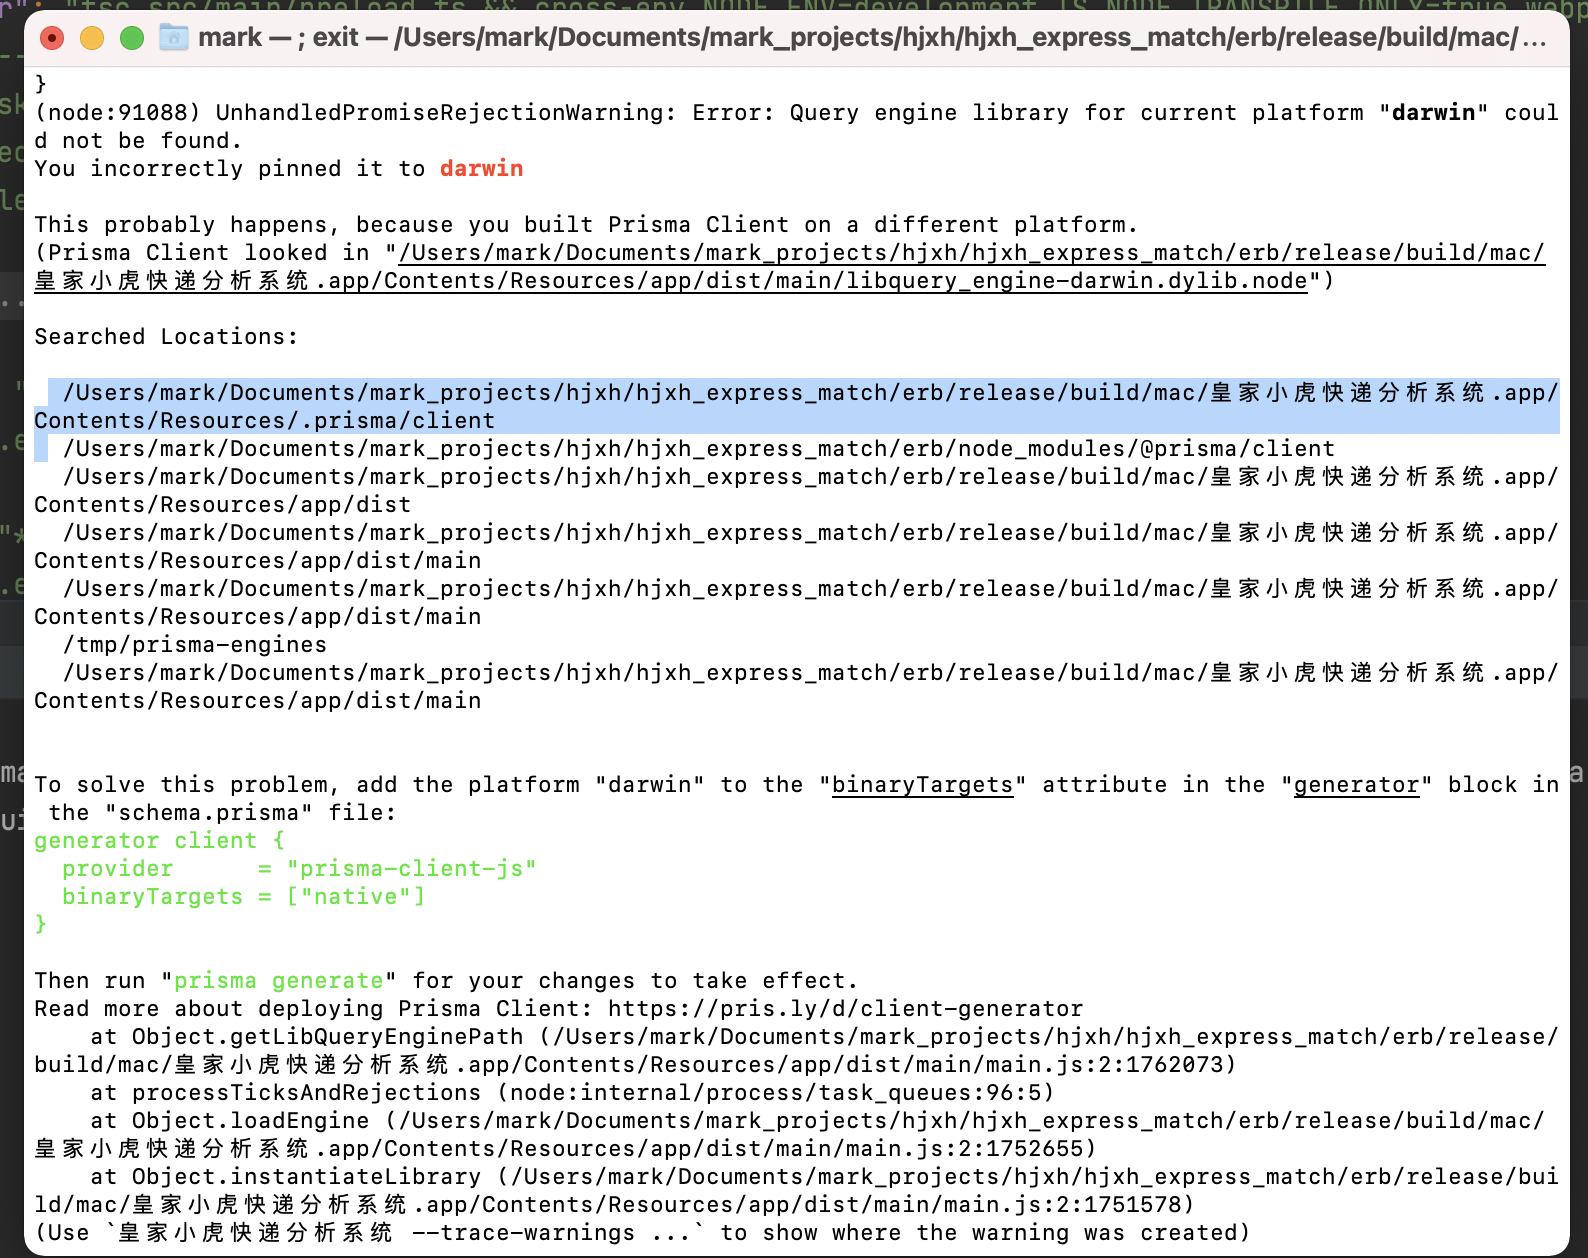 r": "tsc src/main/preload.ts && cross-env NODE_ENV=development TS_NODE_TRANSPILE_ONLY=true webp
mark — ; exit — /Users/mark/Documents/mark_projects/hjxh/hjxh_express_match/erb/release/build/mac/...
}
(node:91088) UnhandledPromiseRejectionWarning: Error: Query engine library for current platform "darwin" coul
d not be found.
You incorrectly pinned it to darwin
This probably happens, because you built Prisma Client on a different platform.
(Prisma Client looked in "/Users/mark/Documents/mark_projects/hjxh/hjxh_express_match/erb/release/build/mac/
皇家小虎快递分析系统.app/Contents/Resources/app/dist/main/libquery_engine-darwin.dylib.node")
Searched Locations:
/Users/mark/Documents/mark_projects/hjxh/hjxh_express_match/erb/release/build/mac/皇家小虎快递分析系统.app/
Contents/Resources/.prisma/client
/Users/mark/Documents/mark_projects/hjxh/hjxh_express_match/erb/node_modules/@prisma/client
/Users/mark/Documents/mark_projects/hjxh/hjxh_express_match/erb/release/build/mac/皇家小虎快递分析系统.app/
Contents/Resources/app/dist
/Users/mark/Documents/mark_projects/hjxh/hjxh_express_match/erb/release/build/mac/皇家小虎快递分析系统.app/
Contents/Resources/app/dist/main
/Users/mark/Documents/mark_projects/hjxh/hjxh_express_match/erb/release/build/mac/皇家小虎快递分析系统.app/
Contents/Resources/app/dist/main
/tmp/prisma-engines
/Users/mark/Documents/mark_projects/hjxh/hjxh_express_match/erb/release/build/mac/皇家小虎快递分析系统.app/
Contents/Resources/app/dist/main
To solve this problem, add the platform "darwin" to the "binaryTargets" attribute in the "generator" block in
the "schema.prisma" file:
generator client {
provider      = "prisma-client-js"
binaryTargets = ["native"]
}
Then run "prisma generate" for your changes to take effect.
Read more about deploying Prisma Client: https://pris.ly/d/client-generator
at Object.getLibQueryEnginePath (/Users/mark/Documents/mark_projects/hjxh/hjxh_express_match/erb/release/
build/mac/皇家小虎快递分析系统.app/Contents/Resources/app/dist/main/main.js:2:1762073)
at processTicksAndRejections (node:internal/process/task_queues:96:5)
at Object.loadEngine (/Users/mark/Documents/mark_projects/hjxh/hjxh_express_match/erb/release/build/mac/
皇家小虎快递分析系统.app/Contents/Resources/app/dist/main/main.js:2:1752655)
at Object.instantiateLibrary (/Users/mark/Documents/mark_projects/hjxh/hjxh_express_match/erb/release/bui
ld/mac/皇家小虎快递分析系统.app/Contents/Resources/app/dist/main/main.js:2:1751578)
(Use `皇家小虎快递分析系统 --trace-warnings ...` to show where the warning was created)